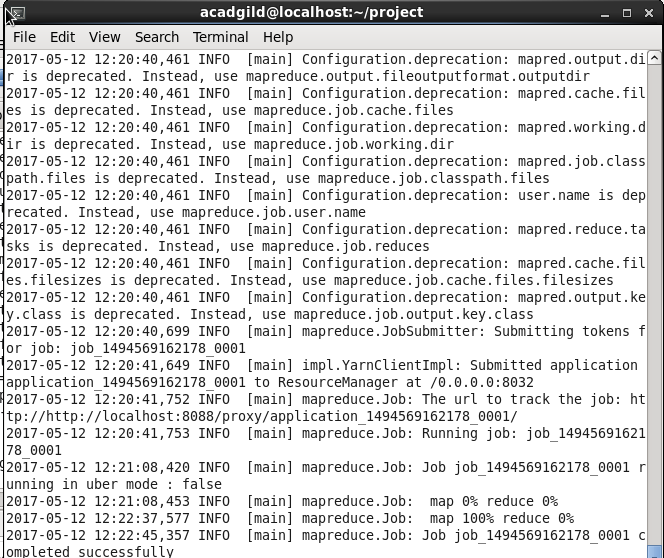 acadgild@localhost:~/project
File Edit View Search Terminal Help
2017-05-12 12:20:40,461 INFO  [main] Configuration.deprecation: mapred.output.di
r is deprecated. Instead, use mapreduce.output.fileoutputformat.outputdir
2017-05-12 12:20:40,461 INFO  [main] Configuration.deprecation: mapred.cache.fil
es is deprecated. Instead, use mapreduce.job.cache.files
2017-05-12 12:20:40,461 INFO  [main] Configuration.deprecation: mapred.working.d
ir is deprecated. Instead, use mapreduce.job.working.dir
2017-05-12 12:20:40,461 INFO  [main] Configuration.deprecation: mapred.job.class
path.files is deprecated. Instead, use mapreduce.job.classpath.files
2017-05-12 12:20:40,461 INFO  [main] Configuration.deprecation: user.name is dep
recated. Instead, use mapreduce.job.user.name
2017-05-12 12:20:40,461 INFO  [main] Configuration.deprecation: mapred.reduce.ta
sks is deprecated. Instead, use mapreduce.job.reduces
2017-05-12 12:20:40,461 INFO  [main] Configuration.deprecation: mapred.cache.fil
es.filesizes is deprecated. Instead, use mapreduce.job.cache.files.filesizes
2017-05-12 12:20:40,461 INFO  [main] Configuration.deprecation: mapred.output.ke
y.class is deprecated. Instead, use mapreduce.job.output.key.class
2017-05-12 12:20:40,699 INFO  [main] mapreduce.JobSubmitter: Submitting tokens f
or job: job_1494569162178_0001
2017-05-12 12:20:41,649 INFO  [main] impl.YarnClientImpl: Submitted application
application_1494569162178_0001 to ResourceManager at /0.0.0.0:8032
2017-05-12 12:20:41,752 INFO  [main] mapreduce.Job: The url to track the job: ht
tp://http://localhost:8088/proxy/application_1494569162178_0001/
2017-05-12 12:20:41,753 INFO  [main] mapreduce.Job: Running job: job_14945691621
78_0001
2017-05-12 12:21:08,420 INFO  [main] mapreduce.Job: Job job_1494569162178_0001 r
unning in uber mode : false
2017-05-12 12:21:08,453 INFO  [main] mapreduce.Job:  map 0% reduce 0%
2017-05-12 12:22:37,577 INFO  [main] mapreduce.Job:  map 100% reduce 0%
2017-05-12 12:22:45,357 INFO  [main] mapreduce.Job: Job job_1494569162178_0001 c
ompleted successfully